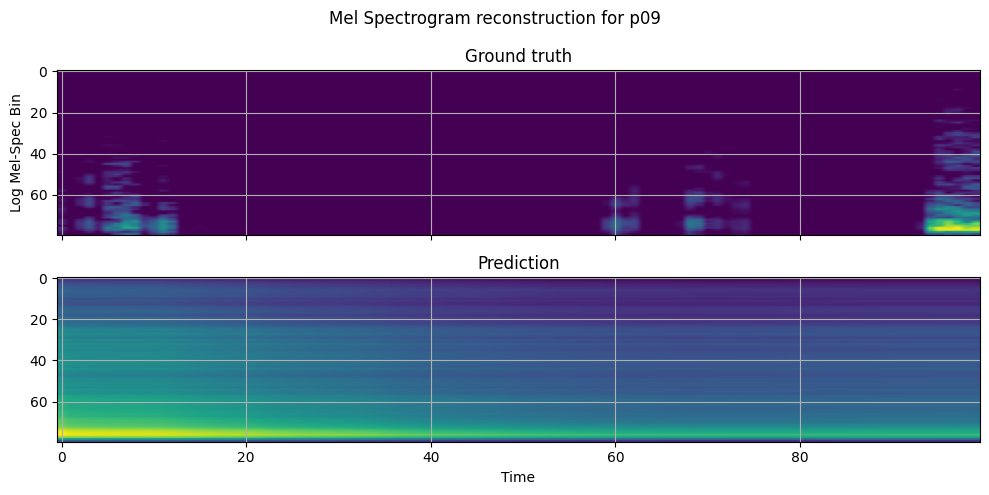 Mel Spectrogram reconstruction for p09
Ground truth
Log Mel-Spec Bin
0
20
40
60
Prediction
0
20
40
60
0 20 40 60 80
Time